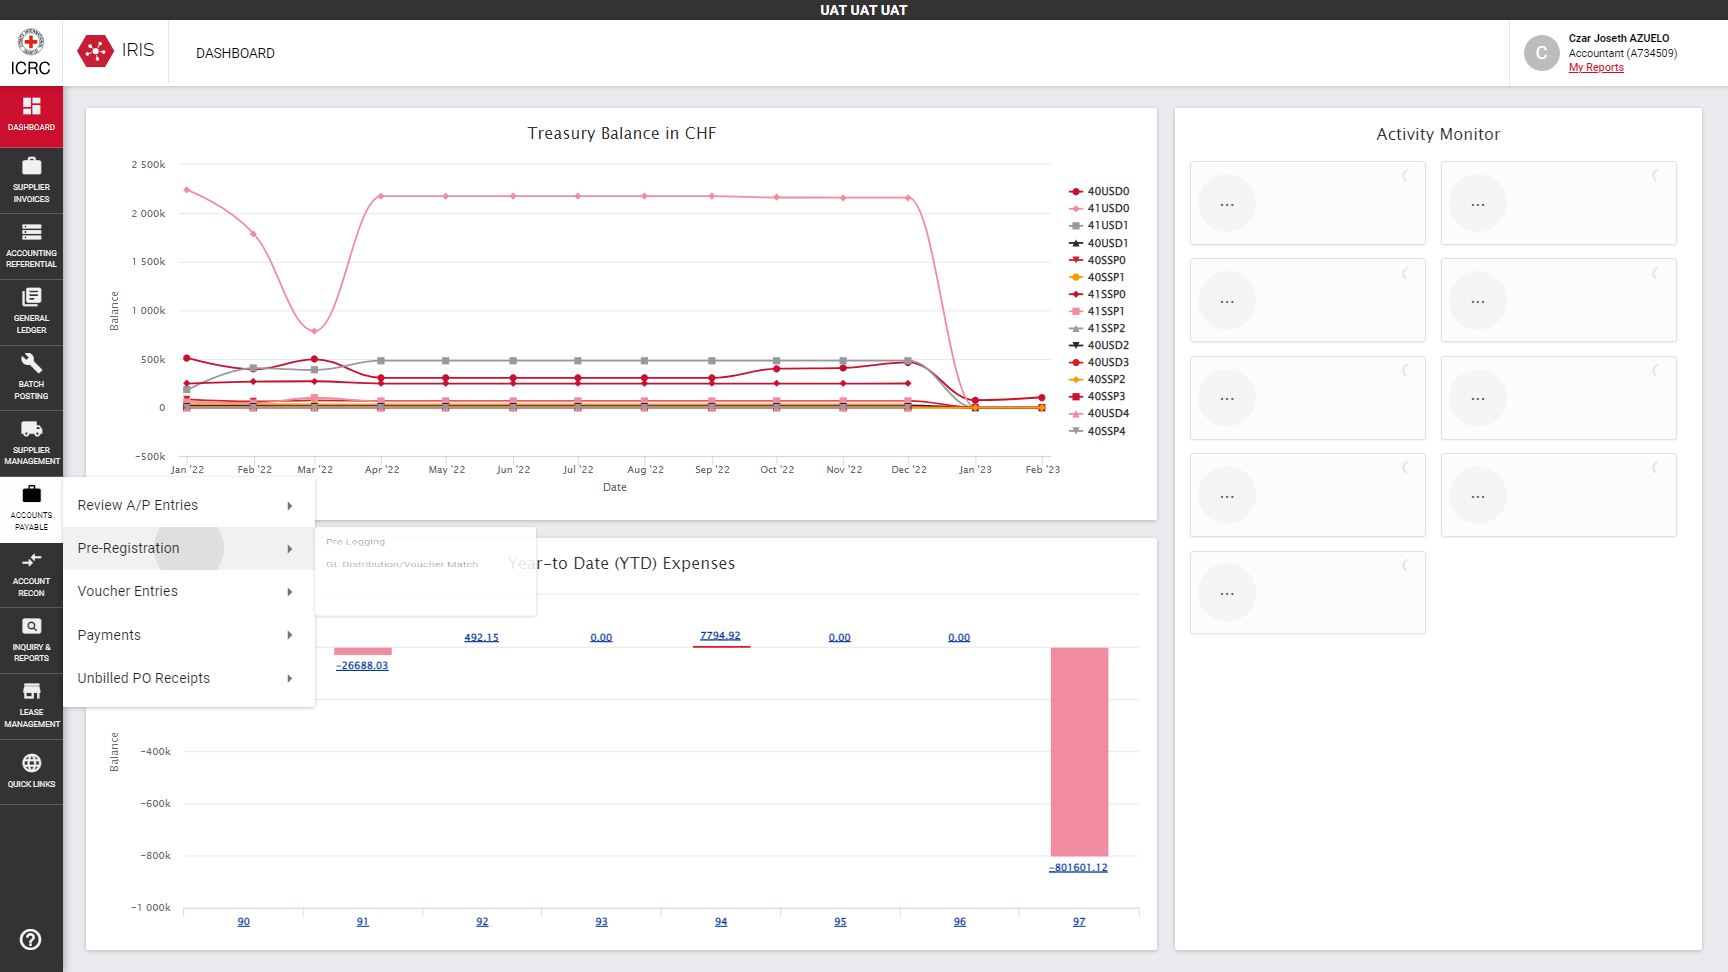 UAT UAT UAT
ICRC
IRIS
DASHBOARD
C
Czar Joseth AZUELO
Accountant (A734509)
My Reports
DASHBOARD
SUPPLIER
INVOICES
ACCOUNTING
REFERENTIAL
GENERAL
LEDGER
BATCH
POSTING
SUPPLIER
MANAGEMENT
ACCOUNTS
PAYABLE
ACCOUNT
RECON
INQUIRY &
REPORTS
LEASE
MANAGEMENT
QUICK LINKS
Review A/P Entries
Pre-Registration
Voucher Entries
Payments
Unbilled PO Receipts
Pre-Logging
GL Distribution/Voucher Match
Treasury Balance in CHF
Balance
2 500k
2 000k
1 500k
1 000k
500k
0
−500k
Jan '22
Feb '22
Mar '22
Apr '22
May '22
Jun '22
Jul '22
Aug '22
Sep '22
Oct '22
Nov '22
Dec '22
Jan '23
Feb '23
Date
40USD0
41USD0
41USD1
40USD1
40SSP0
40SSP1
41SSP0
41SSP1
41SSP2
40USD2
40USD3
40SSP2
40SSP3
40USD4
40SSP4
Year-to Date (YTD) Expenses
Balance
−400k
−600k
−800k
−1 000k
−26688.03
492.15
0.00
7794.92
0.00
0.00
−801601.12
90
91
92
93
94
95
96
97
Activity Monitor
...
...
...
...
...
...
...
...
...